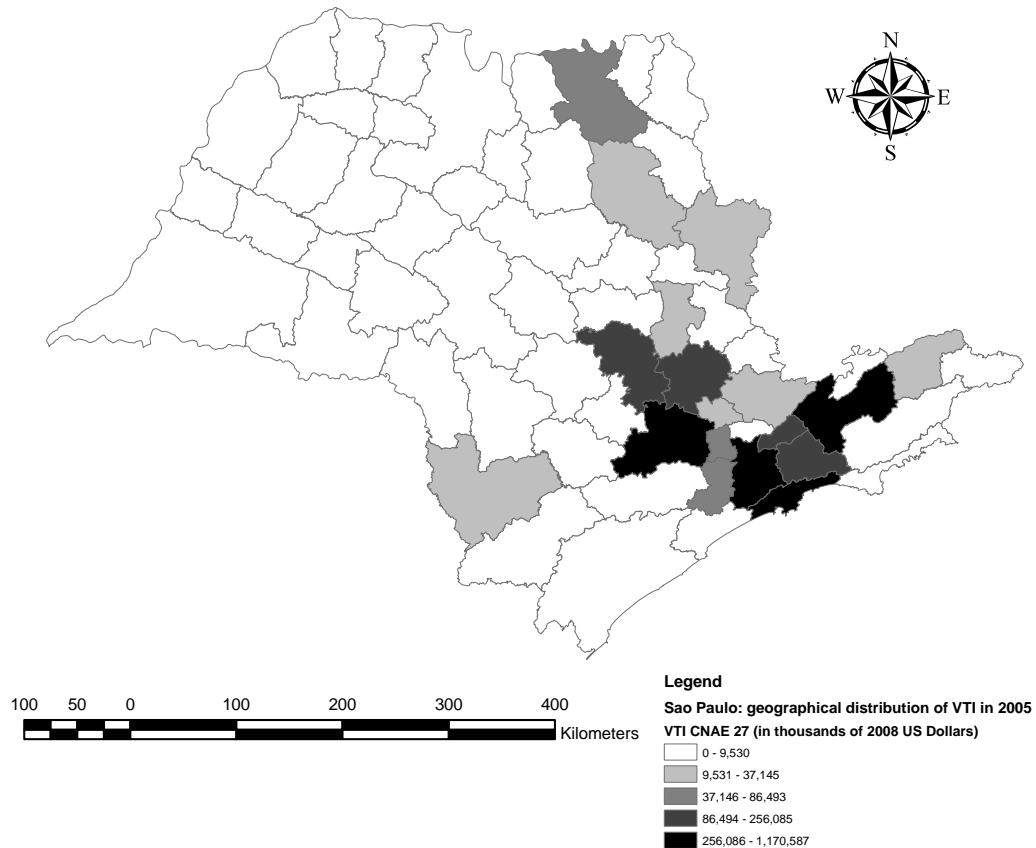 N
W E
S
100 50 0 100 200 300 400
Kilometers
Legend
Sao Paulo: geographical distribution of VTI in 2005
VTI CNAE 27 (in thousands of 2008 US Dollars)
0 - 9,530
9,531 - 37,145
37,146 - 86,493
86,494 - 256,085
256,086 - 1,170,587